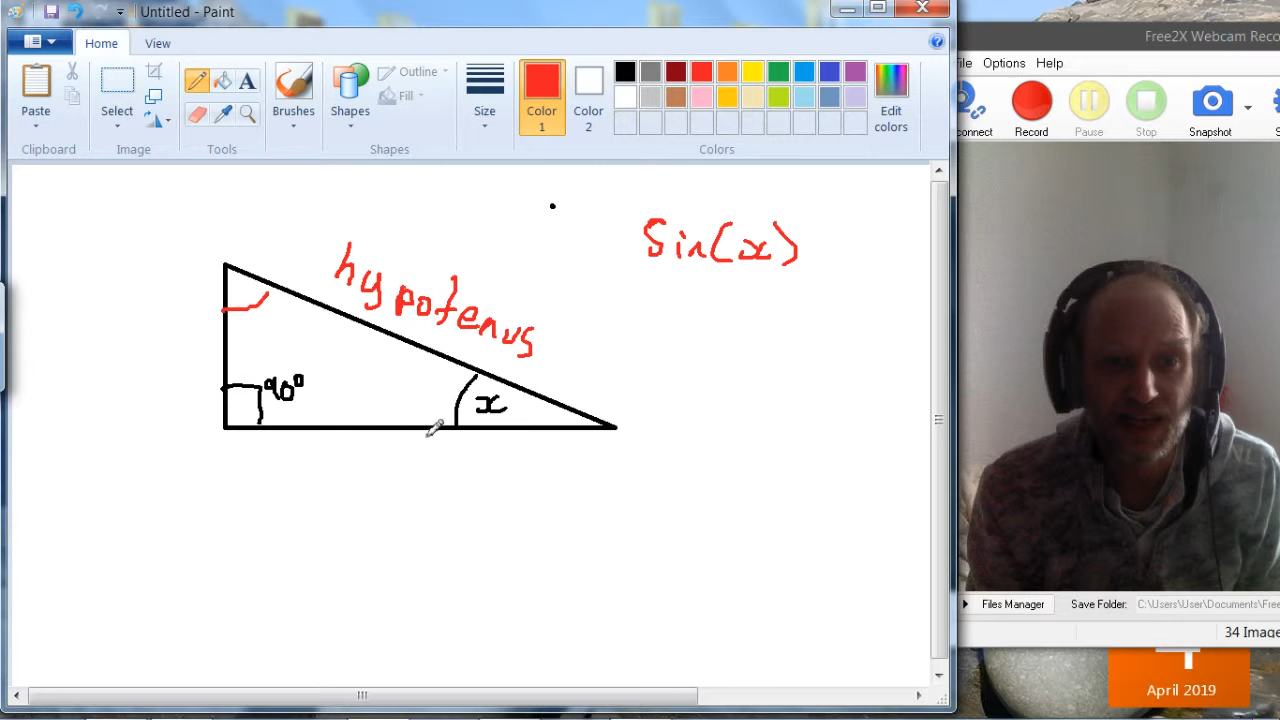 Untitled - Paint
Free2X Webcam Reco
Home View
File Options Help
Paste
Select
Outline
Fill
Brushes
Shapes
Size
Color 1
Color 2
Edit colors
Clipboard
Image
Tools
Shapes
Colors
connect
Record
Pause
Stop
Snapshot
S
Sin(x)
hypotenus
90°
x
Files Manager
Save Folder:
C:\Users\User\Documents\Free
34 Image
April 2019